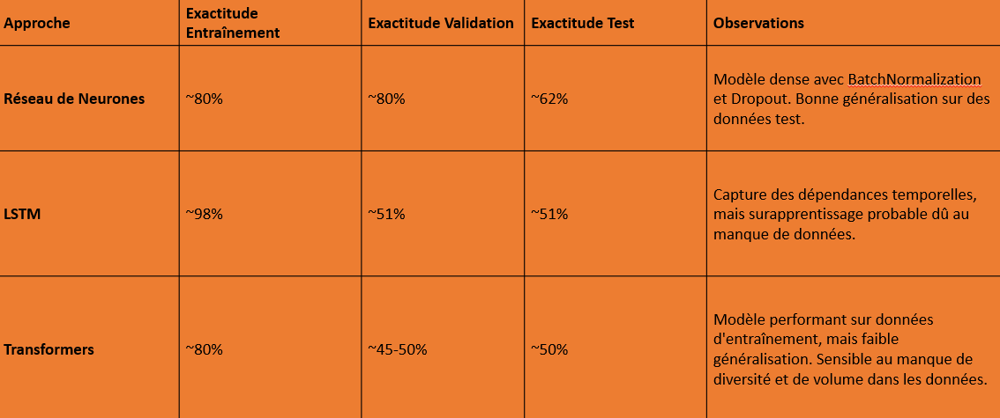 Approche
Exactitude
Entraînement
Exactitude Validation
Exactitude Test
Observations
Réseau de Neurones
~80%
~80%
~62%
Modèle dense avec BatchNormalization
et Dropout. Bonne généralisation sur des
données test.
LSTM
~98%
~51%
~51%
Capture des dépendances temporelles,
mais surapprentissage probable dû au
manque de données.
Transformers
~80%
~45-50%
~50%
Modèle performant sur données
d'entraînement, mais faible
généralisation. Sensible au manque de
diversité et de volume dans les données.